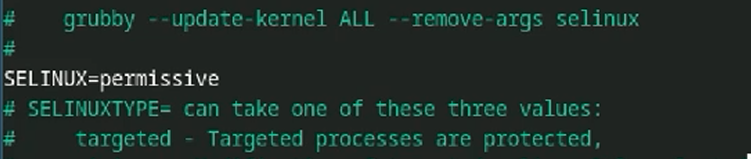 #    grubby --update-kernel ALL --remove-args selinux
#
SELINUX=permissive
# SELINUXTYPE= can take one of these three values:
#     targeted - Targeted processes are protected,